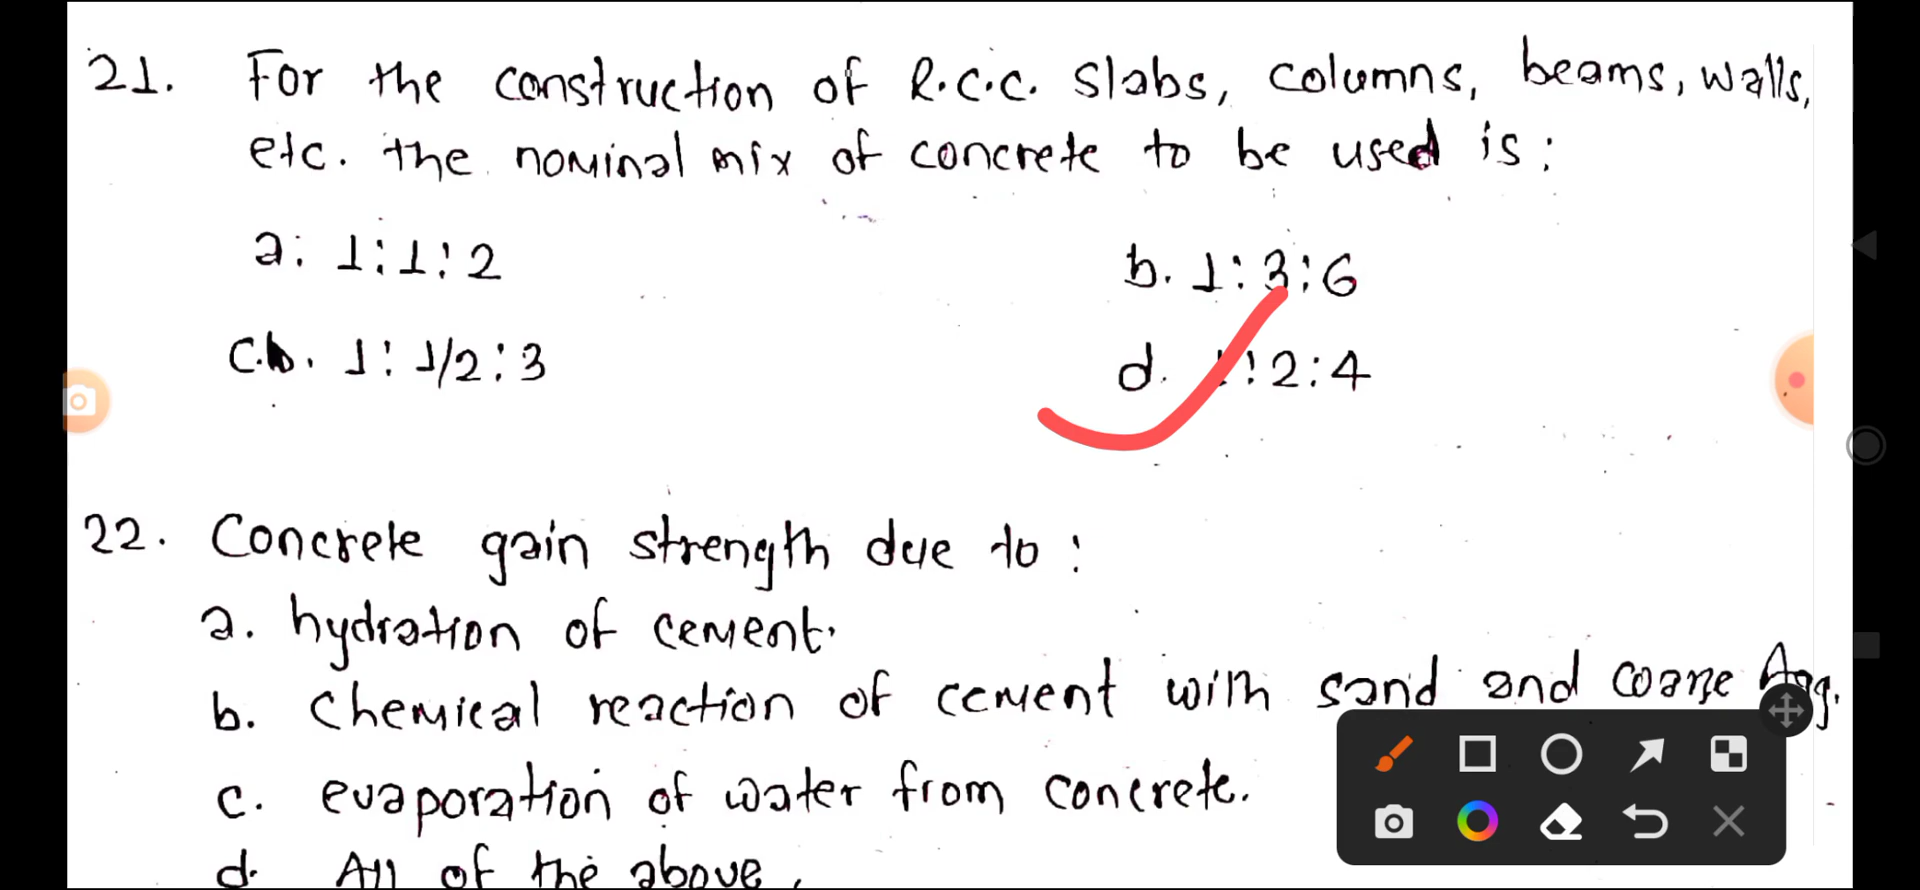 21. For the construction of R.C.C. slabs, columns, beams, walls,
etc. the nominal mix of concrete to be used is:
a: 1:1:2
b. 1:3:6
c. 1:1/2:3
d. :2:4
22. Concrete gain strength due to:
a. hydration of cement.
b. chemical reaction of cement with sand and coarse Agg.
c. evaporation of water from concrete.
d. All of the above.